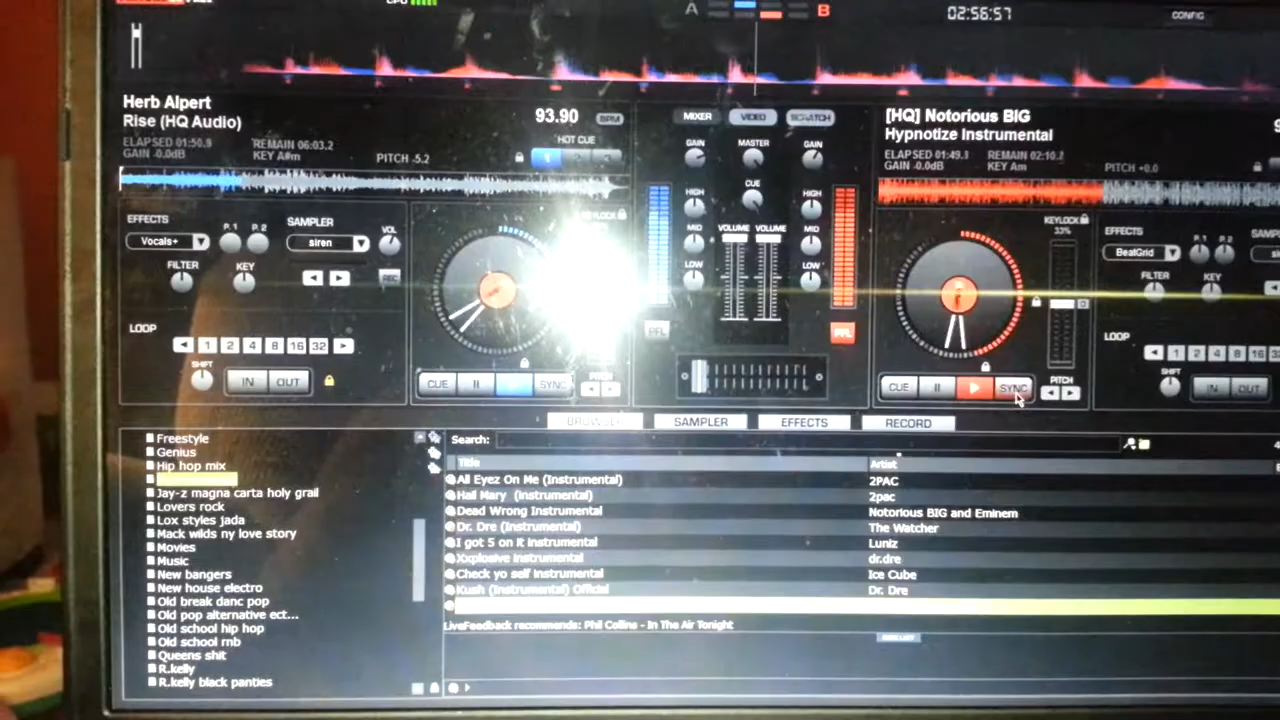 CPU
A
B
02:56:57
CONFIG
Herb Alpert
Rise (HQ Audio)
ELAPSED 01:50.9
REMAIN 06:03.2
GAIN -0.0dB
KEY A#m
PITCH -5.2
93.90
BPM
HOT CUE
1
MIXER
VIDEO
SCRATCH
[HQ] Notorious BIG
Hypnotize Instrumental
ELAPSED 01:49.3
REMAIN 02:10.2
GAIN -0.0dB
KEY Am
PITCH +0.0
EFFECTS
P.1
P.2
SAMPLER
Vocals+
siren
VOL
FILTER
KEY
REC
LOOP
1 2 4 8 16 32
SHIFT
IN
OUT
KEYLOCK
CUE
SYNC
PITCH
GAIN
MASTER
GAIN
HIGH
CUE
HIGH
MID
VOLUME
VOLUME
MID
LOW
LOW
PFL
PFL
KEYLOCK
33%
CUE
SYNC
PITCH
EFFECTS
P.1
P.2
BeatGrid
FILTER
KEY
LOOP
1 2 4 8 16
SHIFT
IN
OUT
BROWSER
SAMPLER
EFFECTS
RECORD
Freestyle
Genius
Hip hop mix
Jay-z magna carta holy grail
Lovers rock
Lox styles jada
Mack wilds ny love story
Movies
Music
New bangers
New house electro
Old break danc pop
Old pop alternative ect...
Old school hip hop
Old school rnb
Queens shit
R.kelly
R.kelly black panties
Search:
Title
Artist
All Eyez On Me (Instrumental)
2PAC
Hail Mary (Instrumental)
2pac
Dead Wrong Instrumental
Notorious BIG and Eminem
Dr. Dre (Instrumental)
The Watcher
I got 5 on it instrumental
Luniz
Xxplosive instrumental
dr.dre
Check yo self instrumental
Ice Cube
Kush (Instrumental) Official
Dr. Dre
LiveFeedback recommends: Phil Collins - In The Air Tonight